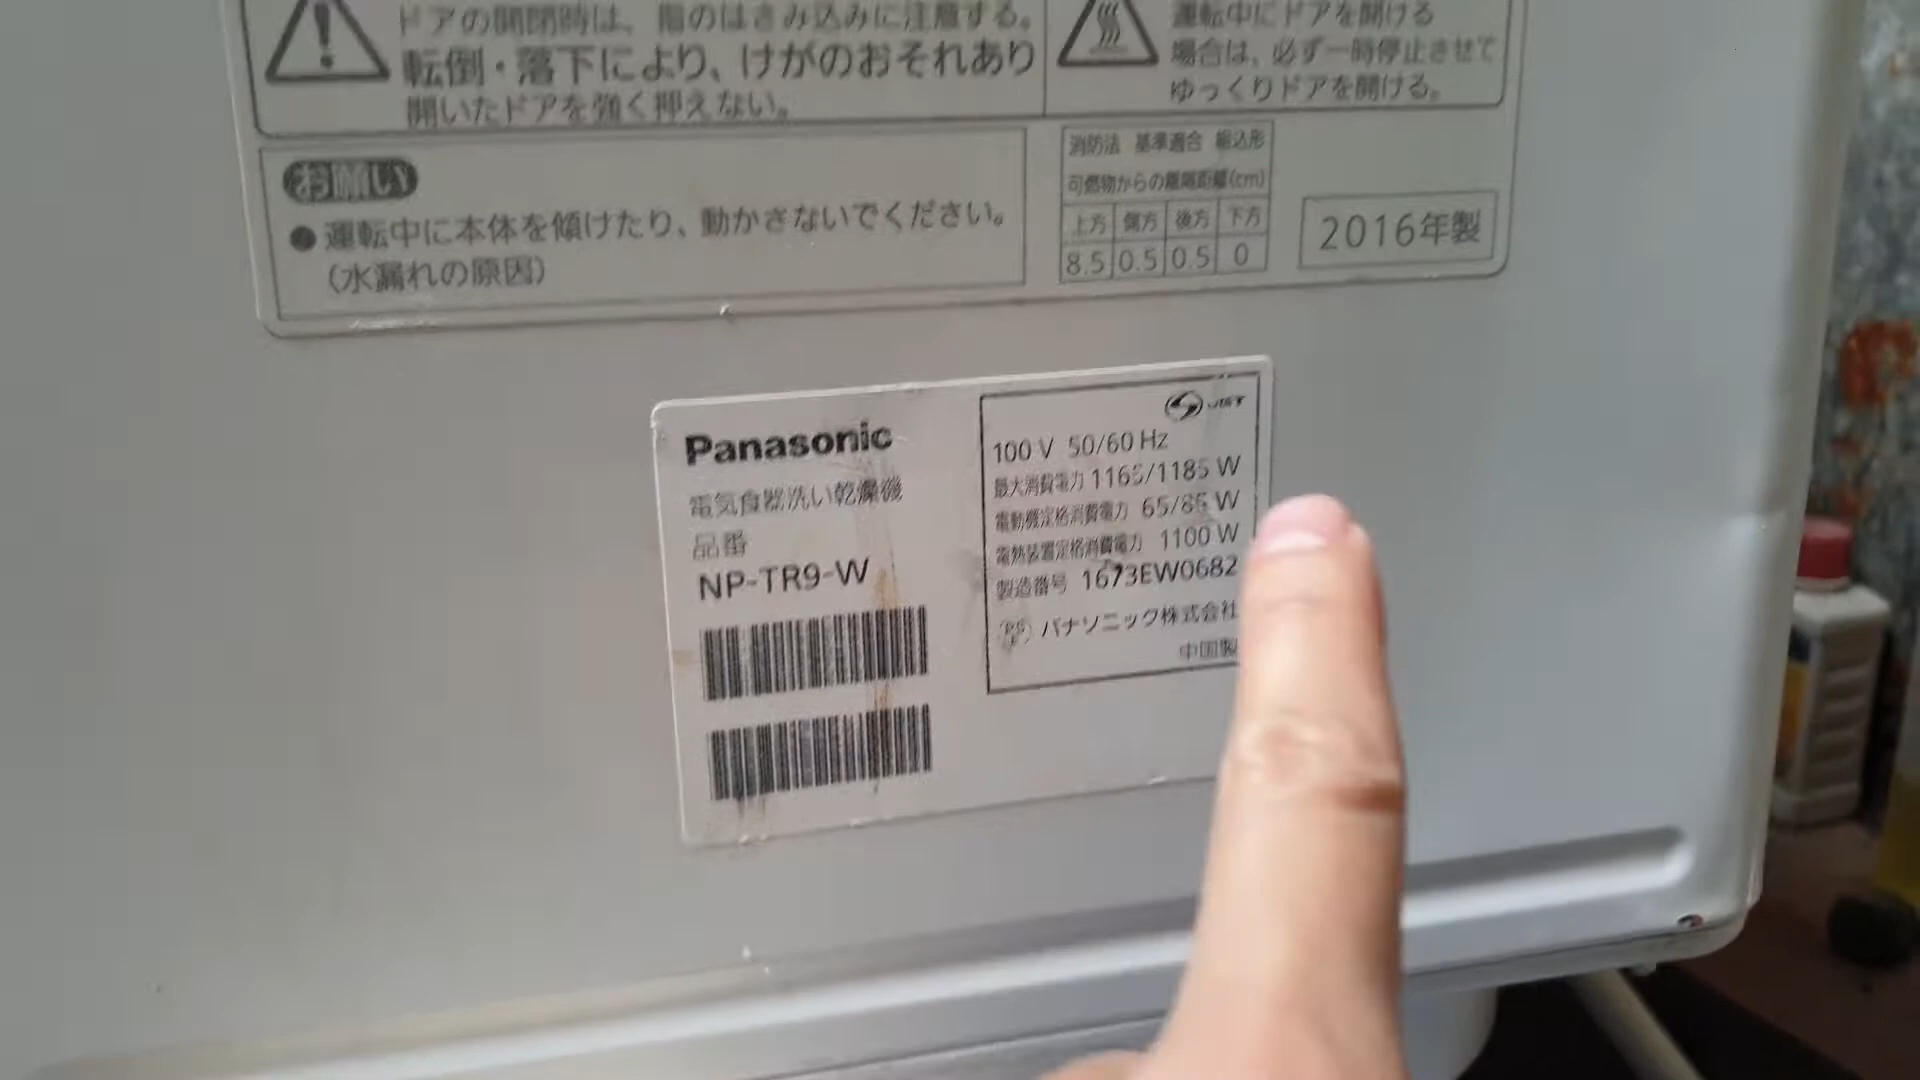 ドアの開閉時は、指のはさみ込みに注意する。
転倒・落下により、けがのおそれあり
開いたドアを強く抑えない。
運転中にドアを開ける
場合は、必ず一時停止させて
ゆっくりドアを開ける。
お願い
●運転中に本体を傾けたり、動かさないでください。
(水漏れの原因)
消防法 基準適合 組込形
可燃物からの離隔距離(cm)
上方 側方 後方 下方
8.5 0.5 0.5 0
2016年製
Panasonic
電気食器洗い乾燥機
品番
NP-TR9-W
JET
100 V 50/60 Hz
最大消費電力 1165/1185 W
電動機定格消費電力 65/85 W
電熱装置定格消費電力 1100 W
製造番号 1673EW0682
PS E パナソニック株式会社
中国製